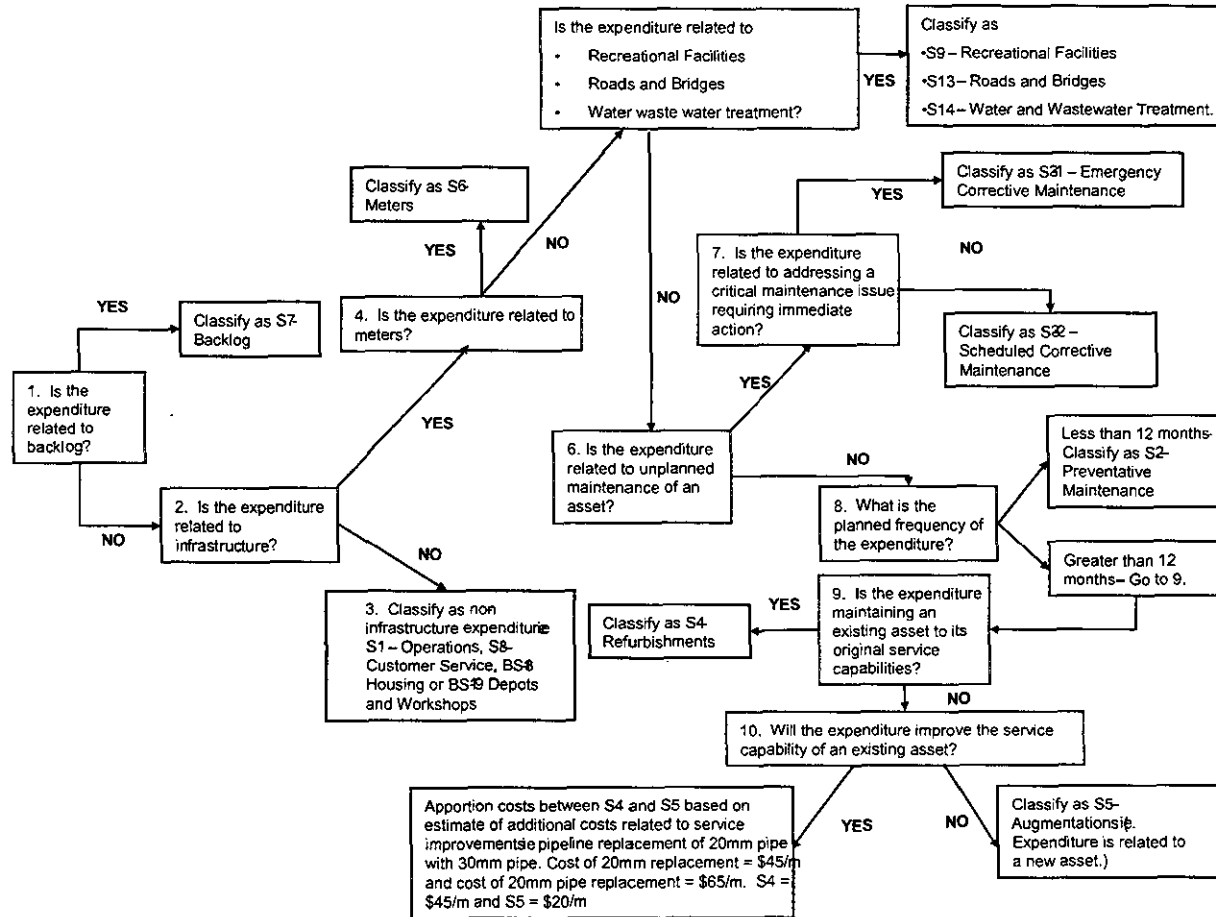 Is the expenditure related to
• Recreational Facilities
• Roads and Bridges
• Water waste water treatment?
YES
Classify as
•S9– Recreational Facilities
•S13– Roads and Bridges
•S14– Water and Wastewater Treatment.
Classify as S6-
Meters
YES
NO
4. Is the expenditure related to
meters?
YES
Classify as S7-
Backlog
1. Is the
expenditure
related to
backlog?
NO
2. Is the expenditure
related to
infrastructure?
YES
NO
3. Classify as non
infrastructure expenditure
S1– Operations, S8-
Customer Service, BS8
Housing or BS19 Depots
and Workshops
NO
6. Is the expenditure
related to unplanned
maintenance of an
asset?
YES
7. Is the expenditure
related to addressing a
critical maintenance issue
requiring immediate
action?
YES
Classify as S31 – Emergency
Corrective Maintenance
NO
Classify as S32 –
Scheduled Corrective
Maintenance
NO
8. What is the
planned frequency of
the expenditure?
Less than 12 months-
Classify as S2-
Preventative
Maintenance
Greater than 12
months– Go to 9.
9. Is the expenditure
maintaining an
existing asset to its
original service
capabilities?
YES
Classify as S4-
Refurbishments
NO
10. Will the expenditure improve the service
capability of an existing asset?
YES
Apportion costs between S4 and S5 based on
estimate of additional costs related to service
improvementsie pipeline replacement of 20mm pipe
with 30mm pipe. Cost of 20mm replacement = $45/m
and cost of 20mm pipe replacement = $65/m. S4 =
$45/m and S5 = $20/m
NO
Classify as S5-
Augmentationsie.
Expenditure is related to
a new asset.)